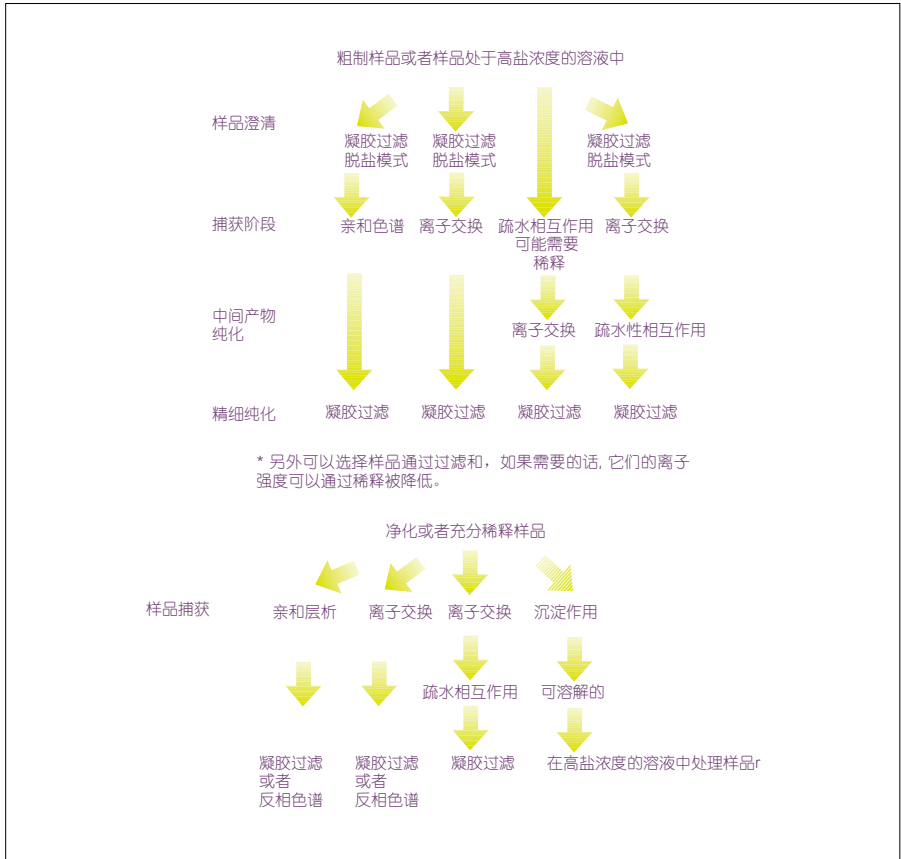 粗制样品或者样品处于高盐浓度的溶液中
样品澄清
凝胶过滤 凝胶过滤 凝胶过滤
脱盐模式 脱盐模式 脱盐模式
捕获阶段 亲和色谱 离子交换 疏水相互作用 离子交换
可能需要
稀释
中间产物
纯化
离子交换 疏水性相互作用
精细纯化 凝胶过滤 凝胶过滤 凝胶过滤 凝胶过滤
* 另外可以选择样品通过过滤和，如果需要的话, 它们的离子
强度可以通过稀释被降低。
净化或者充分稀释样品
样品捕获 亲和层析 离子交换 离子交换 沉淀作用
疏水相互作用 可溶解的
凝胶过滤 凝胶过滤 凝胶过滤 在高盐浓度的溶液中处理样品r
或者 或者
反相色谱 反相色谱